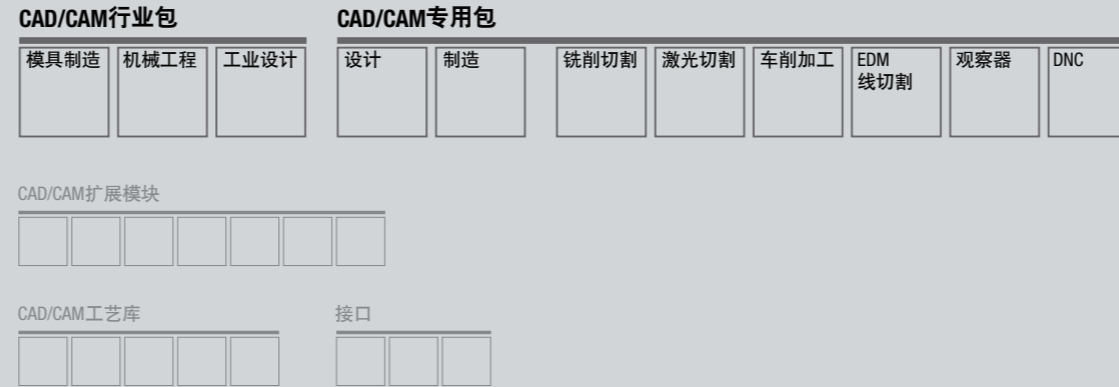 CAD/CAM行业包
CAD/CAM专用包
模具制造
机械工程
工业设计
设计
制造
铣削切割
激光切割
车削加工
EDM
线切割
观察器
DNC
CAD/CAM扩展模块
CAD/CAM工艺库
接口